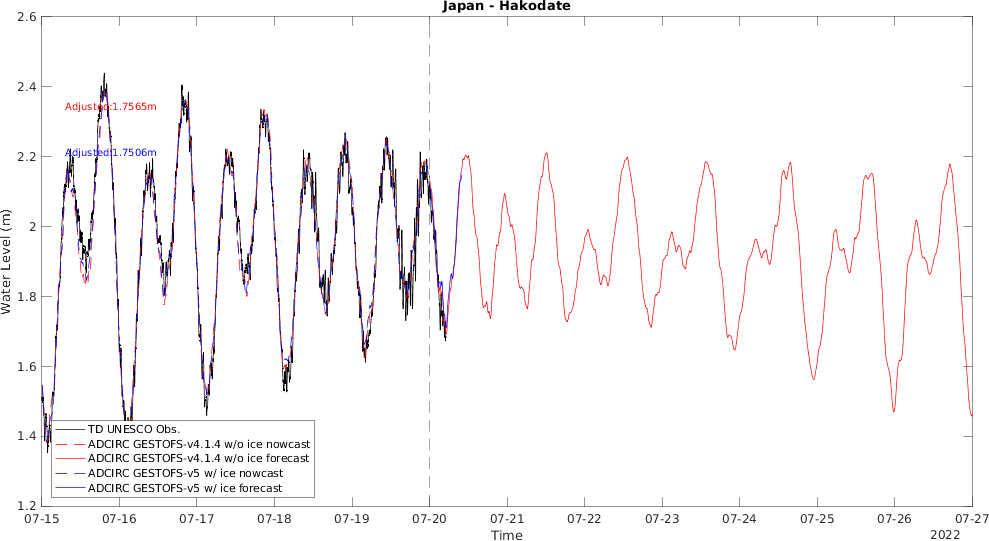 Japan - Hakodate
2.6
2.4
2.2
2
1.8
1.6
1.4
1.2
Water Level (m)
Adjusted:1.7565m
Adjusted:1.7506m
TD UNESCO Obs.
ADCIRC GESTOFS-v4.1.4 w/o ice nowcast
ADCIRC GESTOFS-v4.1.4 w/o ice forecast
ADCIRC GESTOFS-v5 w/ ice nowcast
ADCIRC GESTOFS-v5 w/ ice forecast
07-15 07-16 07-17 07-18 07-19 07-20 07-21 07-22 07-23 07-24 07-25 07-26 07-27
Time
2022